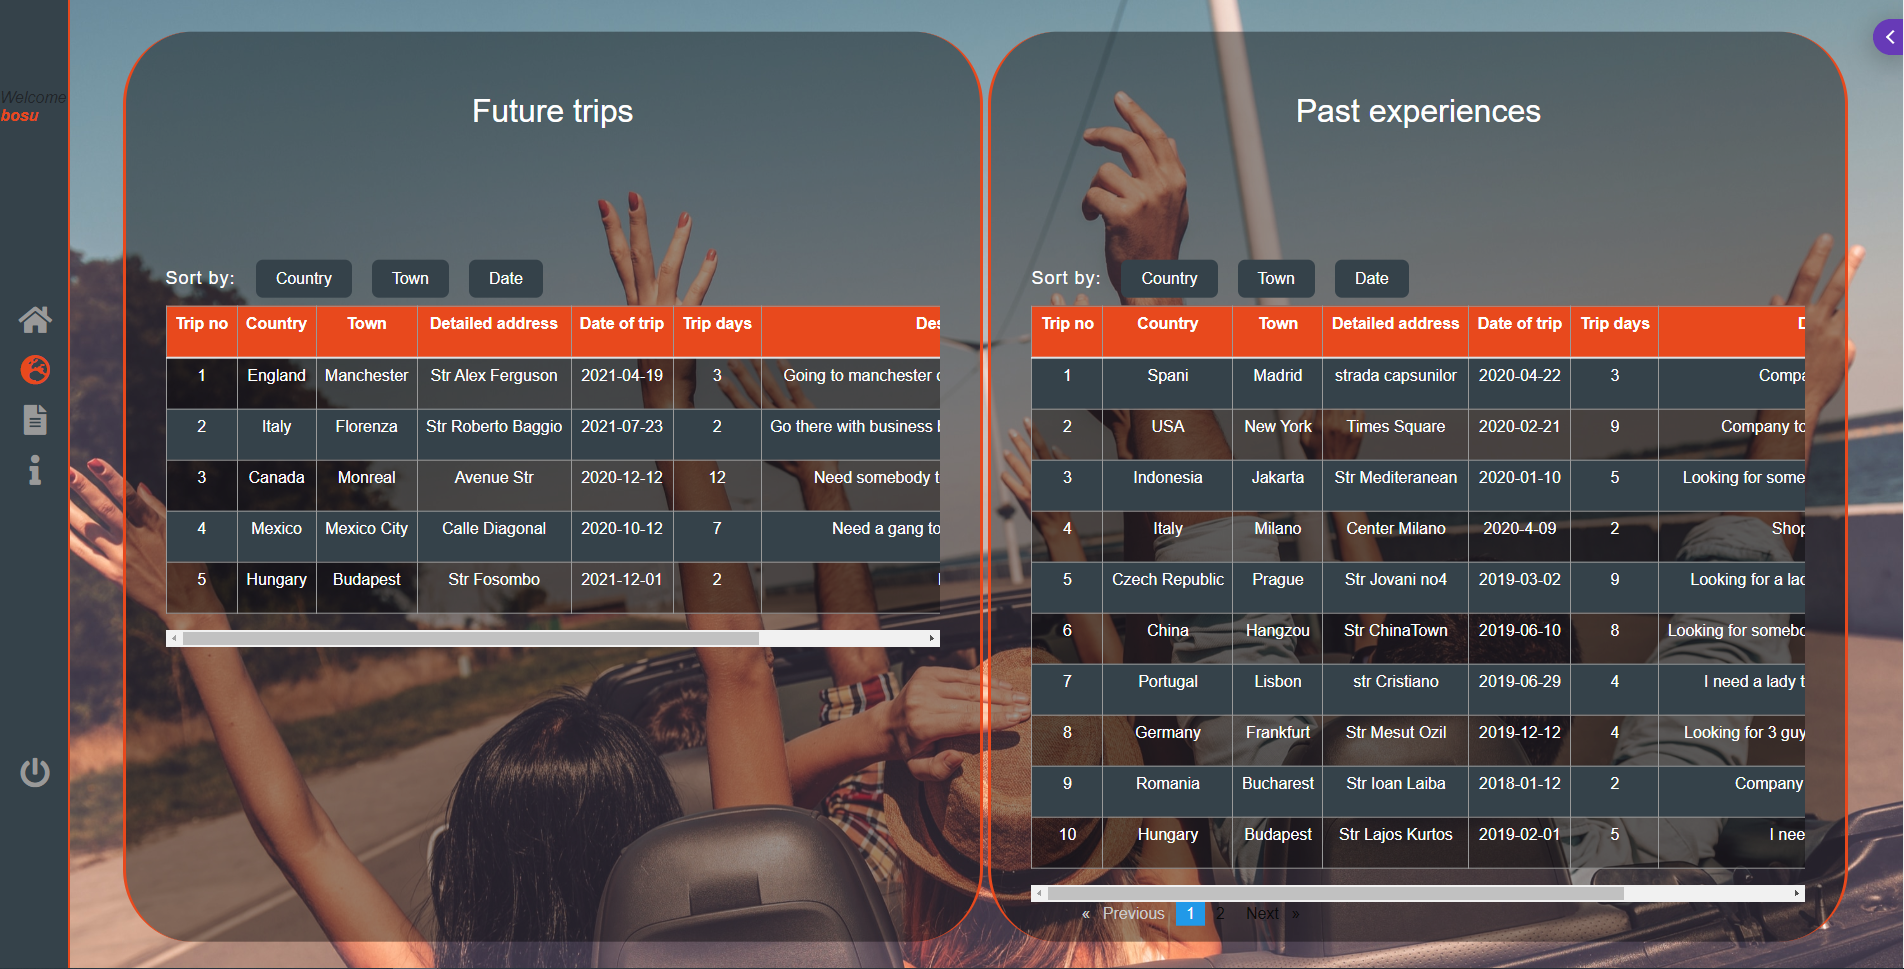 Welcome
bosu
Future trips
Sort by: Country Town Date
Trip no Country Town Detailed address Date of trip Trip days Des
1 England Manchester Str Alex Ferguson 2021-04-19 3 Going to manchester
2 Italy Florenza Str Roberto Baggio 2021-07-23 2 Go there with business
3 Canada Monreal Avenue Str 2020-12-12 12 Need somebody t
4 Mexico Mexico City Calle Diagonal 2020-10-12 7 Need a gang to
5 Hungary Budapest Str Fosombo 2021-12-01 2
Past experiences
Sort by: Country Town Date
Trip no Country Town Detailed address Date of trip Trip days
1 Spani Madrid strada capsunilor 2020-04-22 3 Compa
2 USA New York Times Square 2020-02-21 9 Company to
3 Indonesia Jakarta Str Mediteranean 2020-01-10 5 Looking for some
4 Italy Milano Center Milano 2020-4-09 2 Shop
5 Czech Republic Prague Str Jovani no4 2019-03-02 9 Looking for a lad
6 China Hangzou Str ChinaTown 2019-06-10 8 Looking for somebo
7 Portugal Lisbon str Cristiano 2019-06-29 4 I need a lady t
8 Germany Frankfurt Str Mesut Ozil 2019-12-12 4 Looking for 3 guy
9 Romania Bucharest Str Ioan Laiba 2018-01-12 2 Company
10 Hungary Budapest Str Lajos Kurtos 2019-02-01 5 I nee
« Previous 1 2 Next »